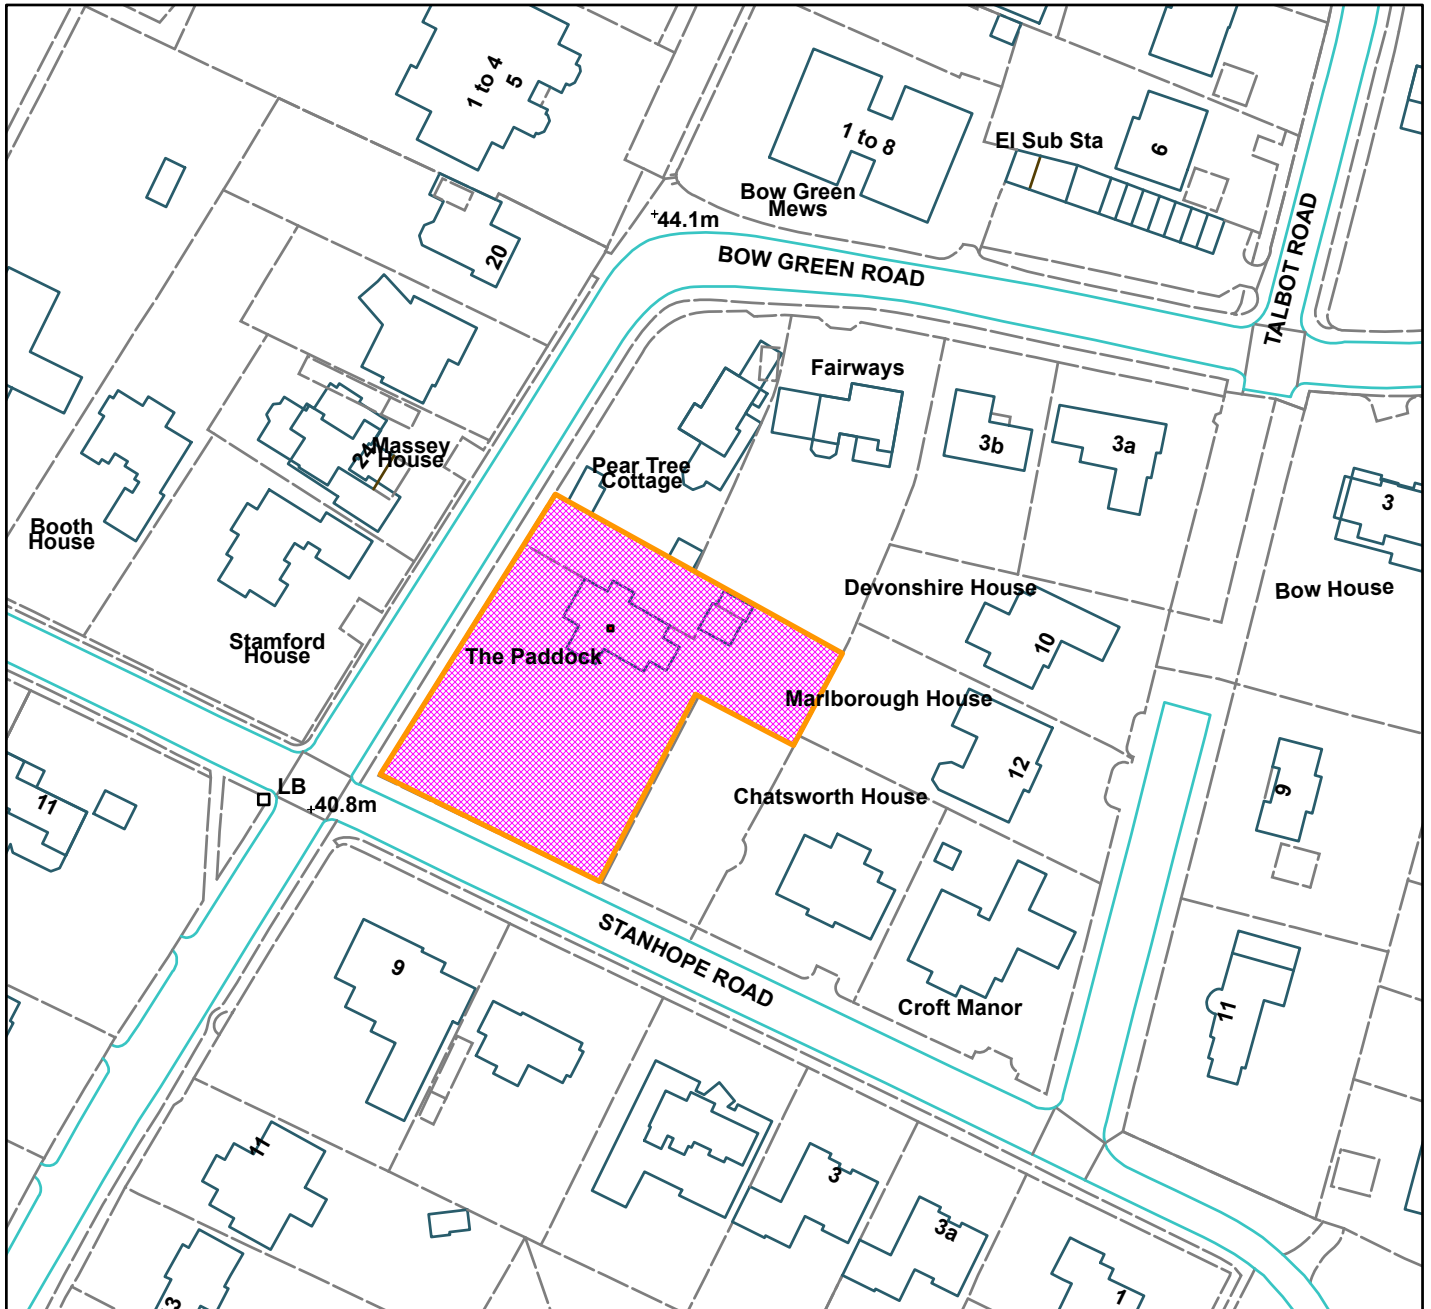 1 to 4
5
1 to 8
El Sub Sta
6
Bow Green
Mews
44.1m
20
BOW GREEN ROAD
TALBOT ROAD
Fairways
Massey
House
24
3b
3a
Pear Tree
Cottage
3
Booth
House
Devonshire House
Bow House
10
Stamford
House
The Paddock
Marlborough House
12
LB
40.8m
11
Chatsworth House
9
STANHOPE ROAD
9
Croft Manor
11
11
3
3a
3
1